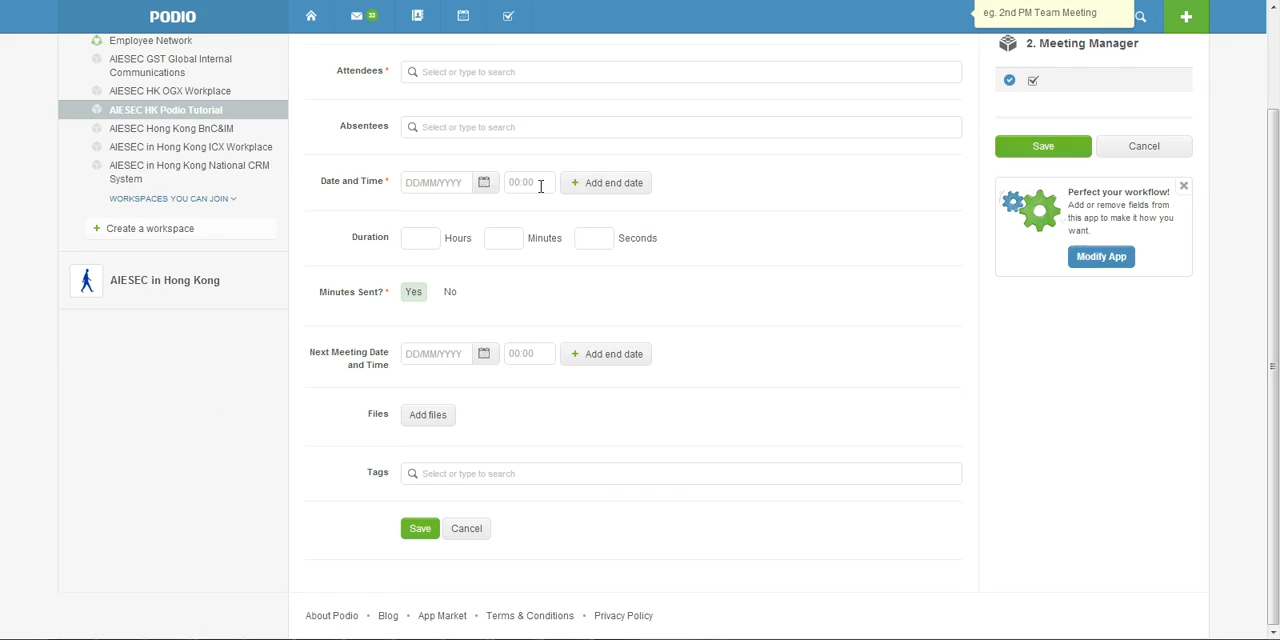 PODIO
33
eg. 2nd PM Team Meeting
Employee Network
AIESEC GST Global Internal
Communications
AIESEC HK OGX Workplace
AIESEC HK Podio Tutorial
AIESEC Hong Kong BnC&IM
AIESEC in Hong Kong ICX Workplace
AIESEC in Hong Kong National CRM
System
WORKSPACES YOU CAN JOIN
+ Create a workspace
AIESEC in Hong Kong
Attendees *
Select or type to search
Absentees
Select or type to search
Date and Time *
DD/MM/YYYY
00:00
+ Add end date
Duration
Hours
Minutes
Seconds
Minutes Sent? *
Yes
No
Next Meeting Date
and Time
DD/MM/YYYY
00:00
+ Add end date
Files
Add files
Tags
Select or type to search
Save
Cancel
2. Meeting Manager
Save
Cancel
Perfect your workflow!
Add or remove fields from
this app to make it how you
want.
Modify App
About Podio • Blog • App Market • Terms & Conditions • Privacy Policy